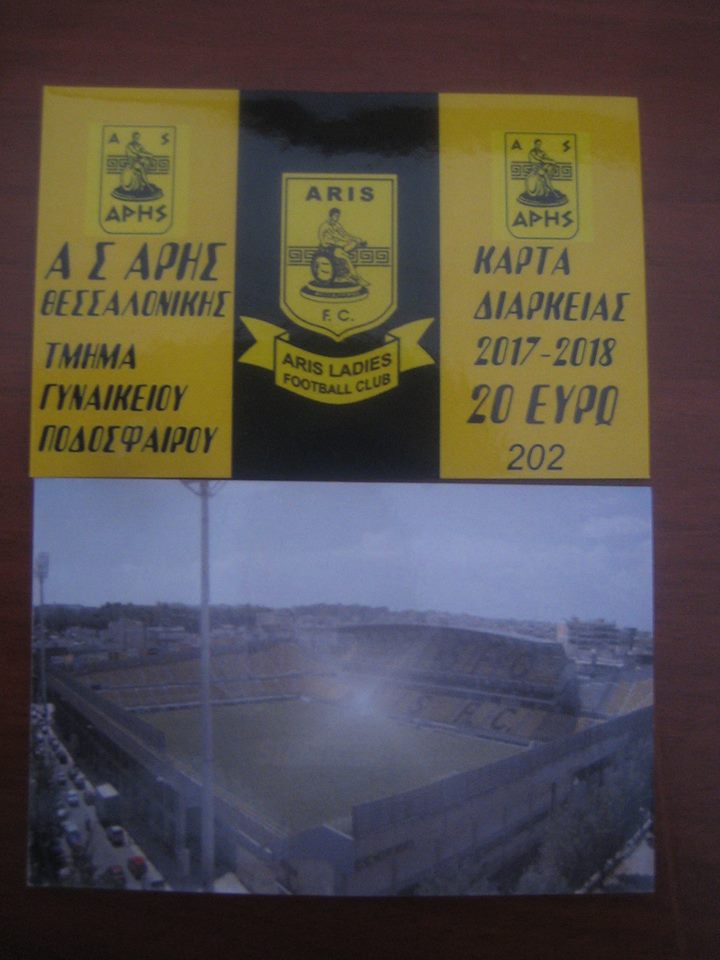 Α Σ
ΑΡΗΣ
Α Σ ΑΡΗΣ
ΘΕΣΣΑΛΟΝΙΚΗΣ
ΤΜΗΜΑ
ΓΥΝΑΙΚΕΙΟΥ
ΠΟΔΟΣΦΑΙΡΟΥ
ARIS
F.C.
ARIS LADIES
FOOTBALL CLUB
Α Σ
ΑΡΗΣ
ΚΑΡΤΑ
ΔΙΑΡΚΕΙΑΣ
2017-2018
20 ΕΥΡΩ
202
F.C.